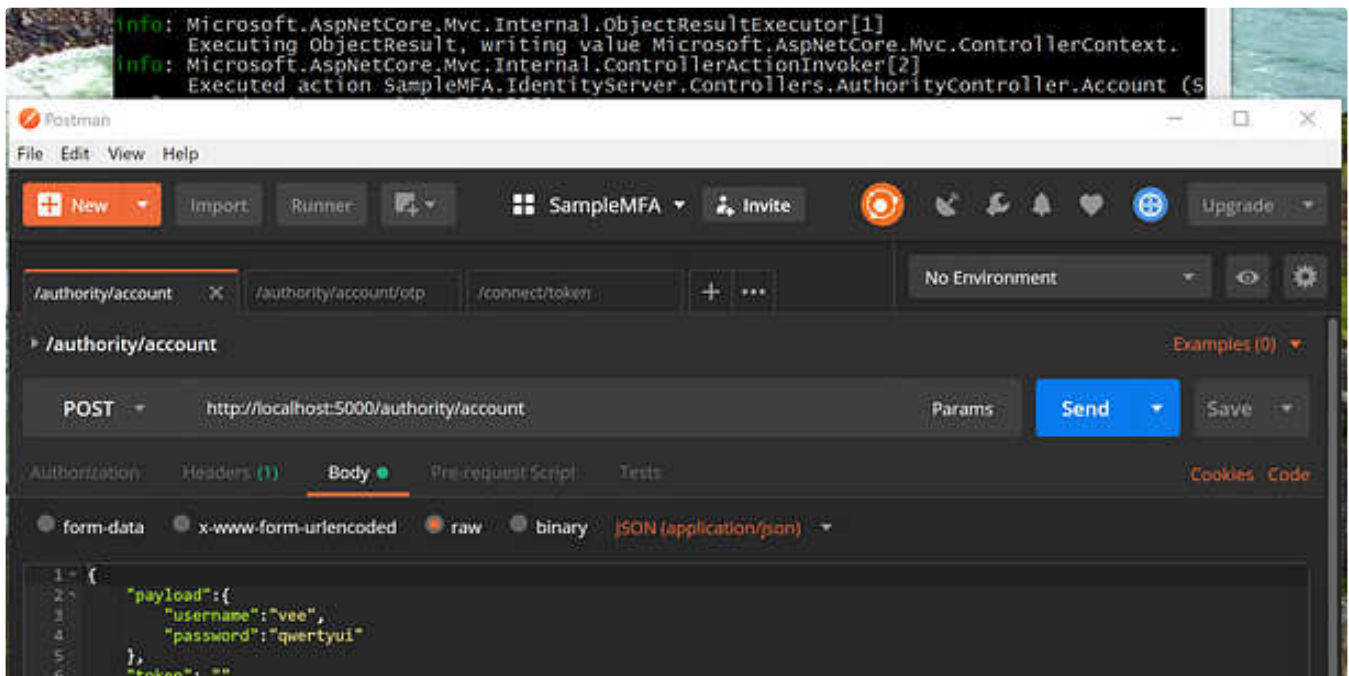 info: Microsoft.AspNetCore.Mvc.Internal.ObjectResultExecutor[1]
Executing ObjectResult, writing value Microsoft.AspNetCore.Mvc.ControllerContext.
info: Microsoft.AspNetCore.Mvc.Internal.ControllerActionInvoker[2]
Executed action SampleMFA.IdentityServer.Controllers.AuthorityController.Account (S
Postman
File Edit View Help
New Import Runner SampleMFA Invite Upgrade
/authority/account /authority/account/otp /connect/token No Environment
/authority/account Examples (0)
POST http://localhost:5000/authority/account Params Send Save
Authorization Headers (1) Body Pre-request Script Tests Cookies Code
form-data x-www-form-urlencoded raw binary JSON (application/json)
1 {
2 "payload":{
3 "username":"vee",
4 "password":"qwertyui"
5 },
6 "token": ""